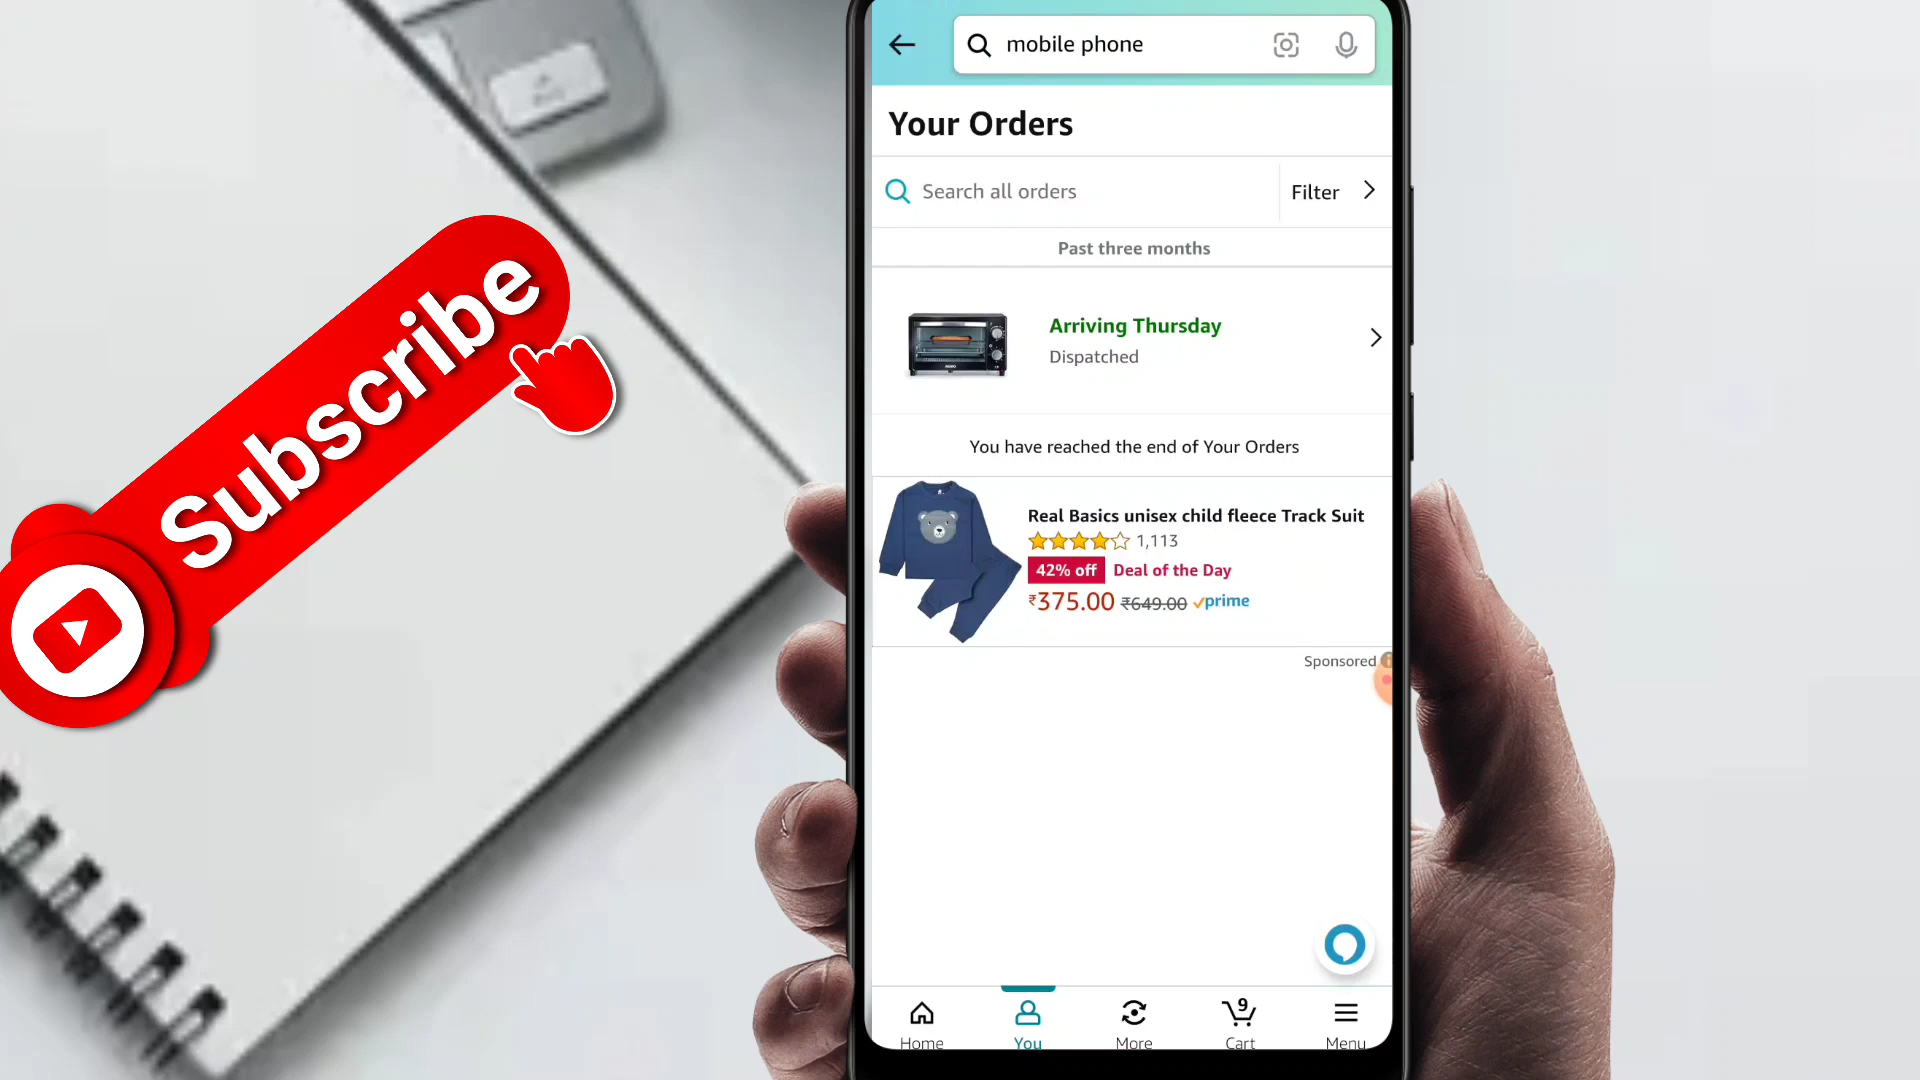 mobile phone
Your Orders
Search all orders
Filter
Past three months
Arriving Thursday
Dispatched
You have reached the end of Your Orders
Real Basics unisex child fleece Track Suit
1,113
42% off Deal of the Day
₹375.00 ₹649.00 prime
Sponsored
9
Home You More Cart Menu
Subscribe